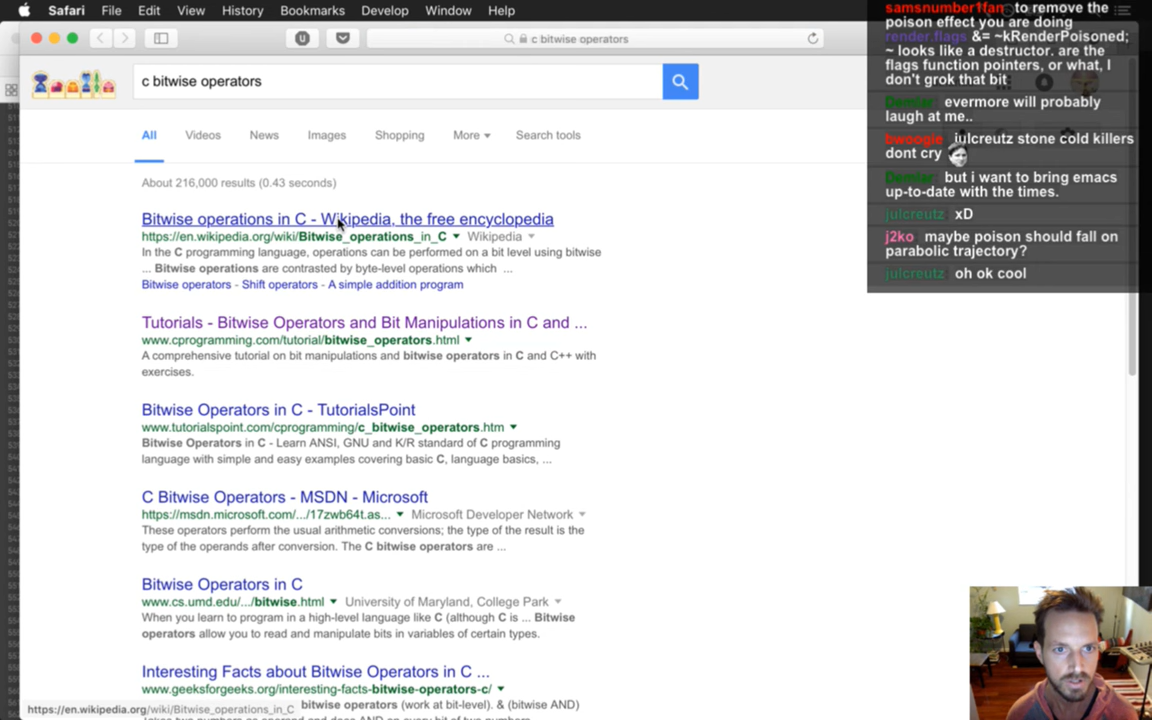 Safari File Edit View History Bookmarks Develop Window Help
c bitwise operators
c bitwise operators
All Videos News Images Shopping More Search tools
About 216,000 results (0.43 seconds)
Bitwise operations in C - Wikipedia, the free encyclopedia
https://en.wikipedia.org/wiki/Bitwise_operations_in_C Wikipedia
In the C programming language, operations can be performed on a bit level using bitwise
... Bitwise operations are contrasted by byte-level operations which ...
Bitwise operators - Shift operators - A simple addition program
Tutorials - Bitwise Operators and Bit Manipulations in C and ...
www.cprogramming.com/tutorial/bitwise_operators.html
A comprehensive tutorial on bit manipulations and bitwise operators in C and C++ with
exercises.
Bitwise Operators in C - TutorialsPoint
www.tutorialspoint.com/cprogramming/c_bitwise_operators.htm
Bitwise Operators in C - Learn ANSI, GNU and K/R standard of C programming
language with simple and easy examples covering basic C, language basics, ...
C Bitwise Operators - MSDN - Microsoft
https://msdn.microsoft.com/.../17zwb64t.as... Microsoft Developer Network
These operators perform the usual arithmetic conversions; the type of the result is the
type of the operands after conversion. The C bitwise operators are ...
Bitwise Operators in C
www.cs.umd.edu/.../bitwise.html University of Maryland, College Park
When you learn to program in a high-level language like C (although C is ... Bitwise
operators allow you to read and manipulate bits in variables of certain types.
Interesting Facts about Bitwise Operators in C ...
www.geeksforgeeks.org/interesting-facts-bitwise-operators-c/
bitwise operators (work at bit-level). & (bitwise AND)
https://en.wikipedia.org/wiki/Bitwise_operations_in_C
Takes two numbers as operand and does AND on every bit of two numbers
samsnumber1fan to remove the
poison effect you are doing
render.flags &= ~kRenderPoisoned;
~ looks like a destructor. are the
flags function pointers, or what, I
don't grok that bit
evermore will probably
laugh at me..
bwoogie julcreutz stone cold killers
dont cry
but i want to bring emacs
up-to-date with the times.
julcreutz xD
j2ko maybe poison should fall on
parabolic trajectory?
julcreutz oh ok cool